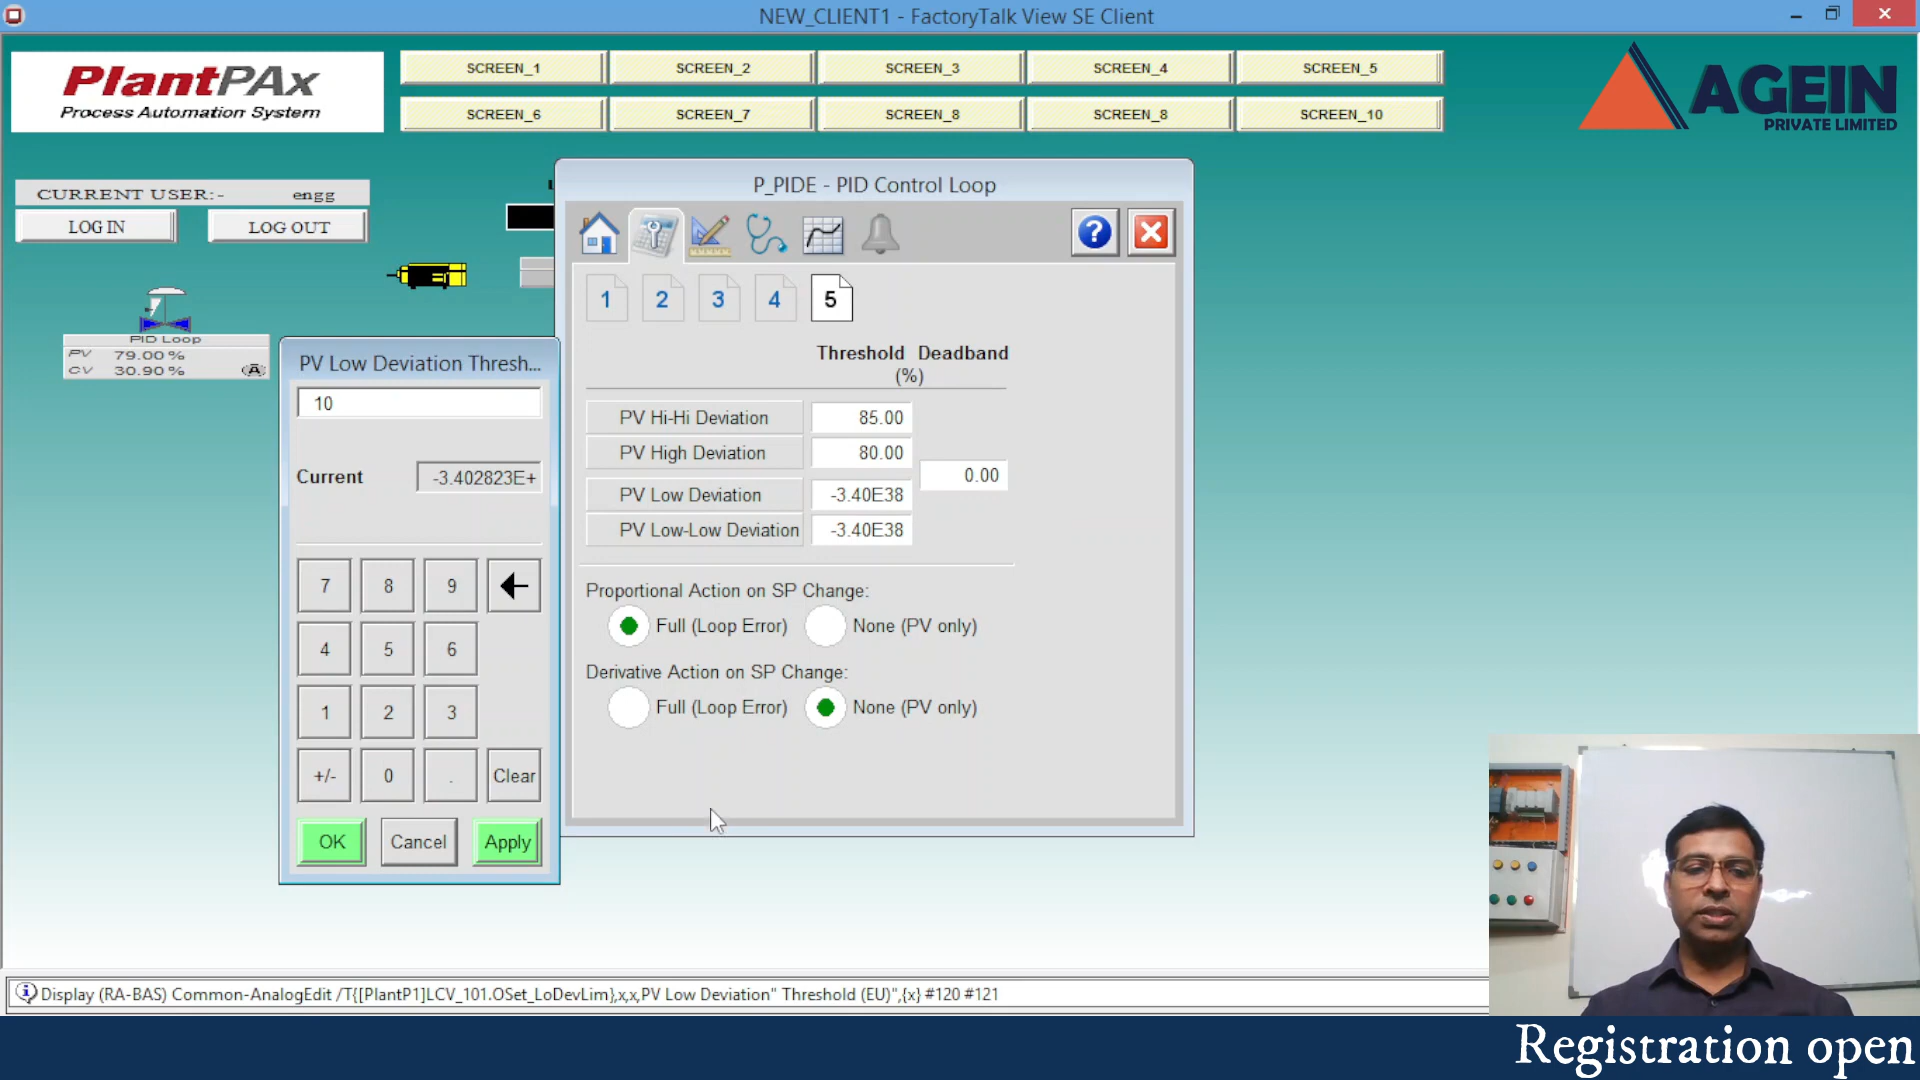 NEW_CLIENT1 - FactoryTalk View SE Client
PlantPAx
Process Automation System
SCREEN_1 SCREEN_2 SCREEN_3 SCREEN_4 SCREEN_5
SCREEN_6 SCREEN_7 SCREEN_8 SCREEN_8 SCREEN_10
AGEIN
PRIVATE LIMITED
CURRENT USER:- engg
LOG IN LOG OUT
PID Loop
PV 79.00 %
CV 30.90 % A
PV Low Deviation Thresh...
10
Current -3.402823E+
7 8 9
4 5 6
1 2 3
+/- 0 . Clear
OK Cancel Apply
P_PIDE - PID Control Loop
?
1 2 3 4 5
Threshold Deadband
(%)
PV Hi-Hi Deviation 85.00
PV High Deviation 80.00
0.00
PV Low Deviation -3.40E38
PV Low-Low Deviation -3.40E38
Proportional Action on SP Change:
Full (Loop Error) None (PV only)
Derivative Action on SP Change:
Full (Loop Error) None (PV only)
Display (RA-BAS) Common-AnalogEdit /T{[PlantP1]LCV_101.OSet_LoDevLim},x,x,PV Low Deviation" Threshold (EU)",{x} #120 #121
Registration open